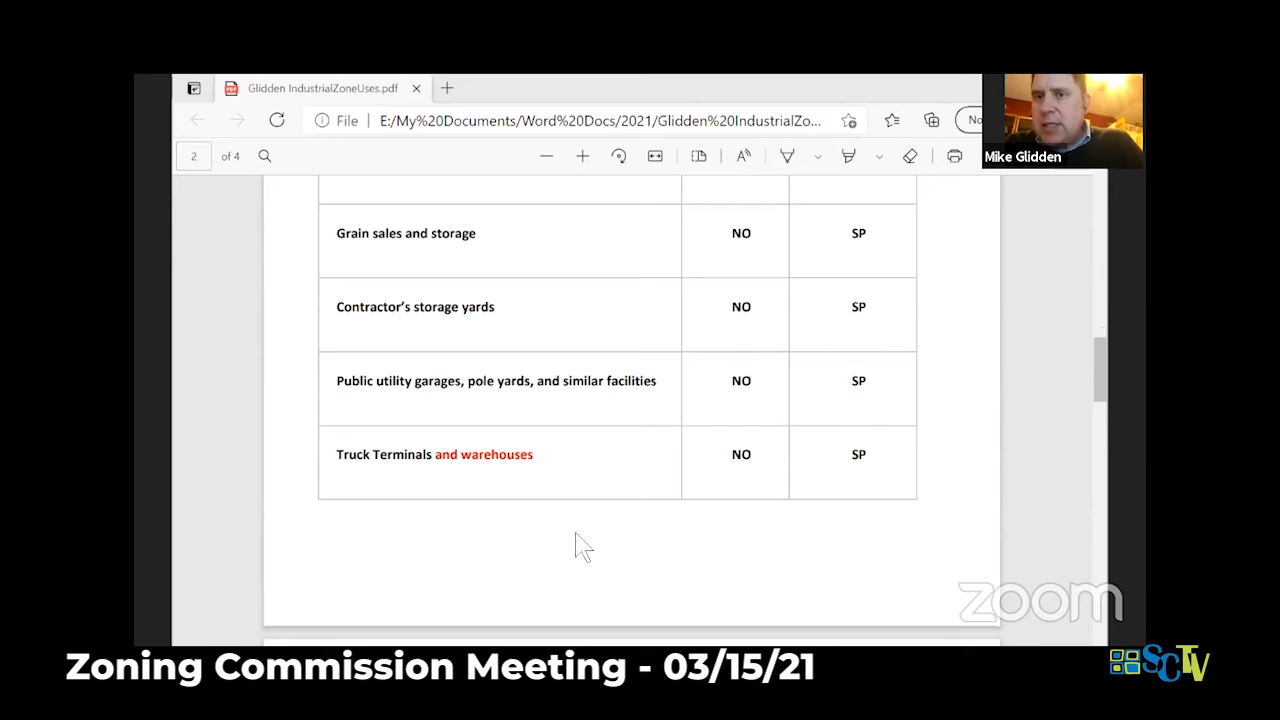 Glidden IndustrialZoneUses.pdf
File
E:/My%20Documents/Word%20Docs/2021/Glidden%20IndustrialZo...
No
Mike Glidden
2 of 4
Grain sales and storage NO SP
Contractor's storage yards NO SP
Public utility garages, pole yards, and similar facilities NO SP
Truck Terminals and warehouses NO SP
zoom
Zoning Commission Meeting - 03/15/21
SCTV